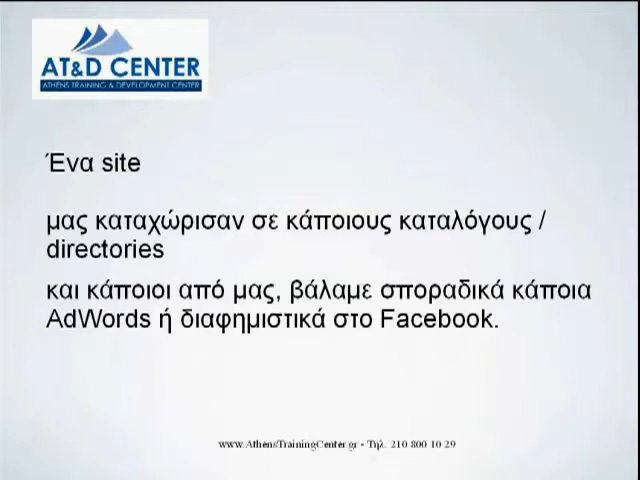 AT&D CENTER
ATHENS TRAINING & DEVELOPMENT CENTER
Ένα site
μας καταχώρισαν σε κάποιους καταλόγους /
directories
και κάποιοι από μας, βάλαμε σποραδικά κάποια
AdWords ή διαφημιστικά στο Facebook.
www.AthensTrainingCenter.gr - Τηλ. 210 800 10 29